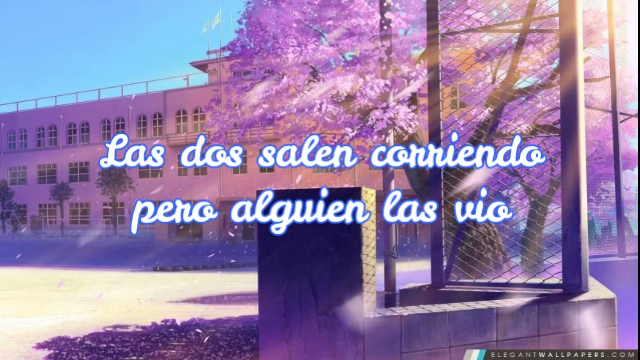 Las dos salen corriendo
pero alguien las vio
ELEGANTWALLPAPERS.COM